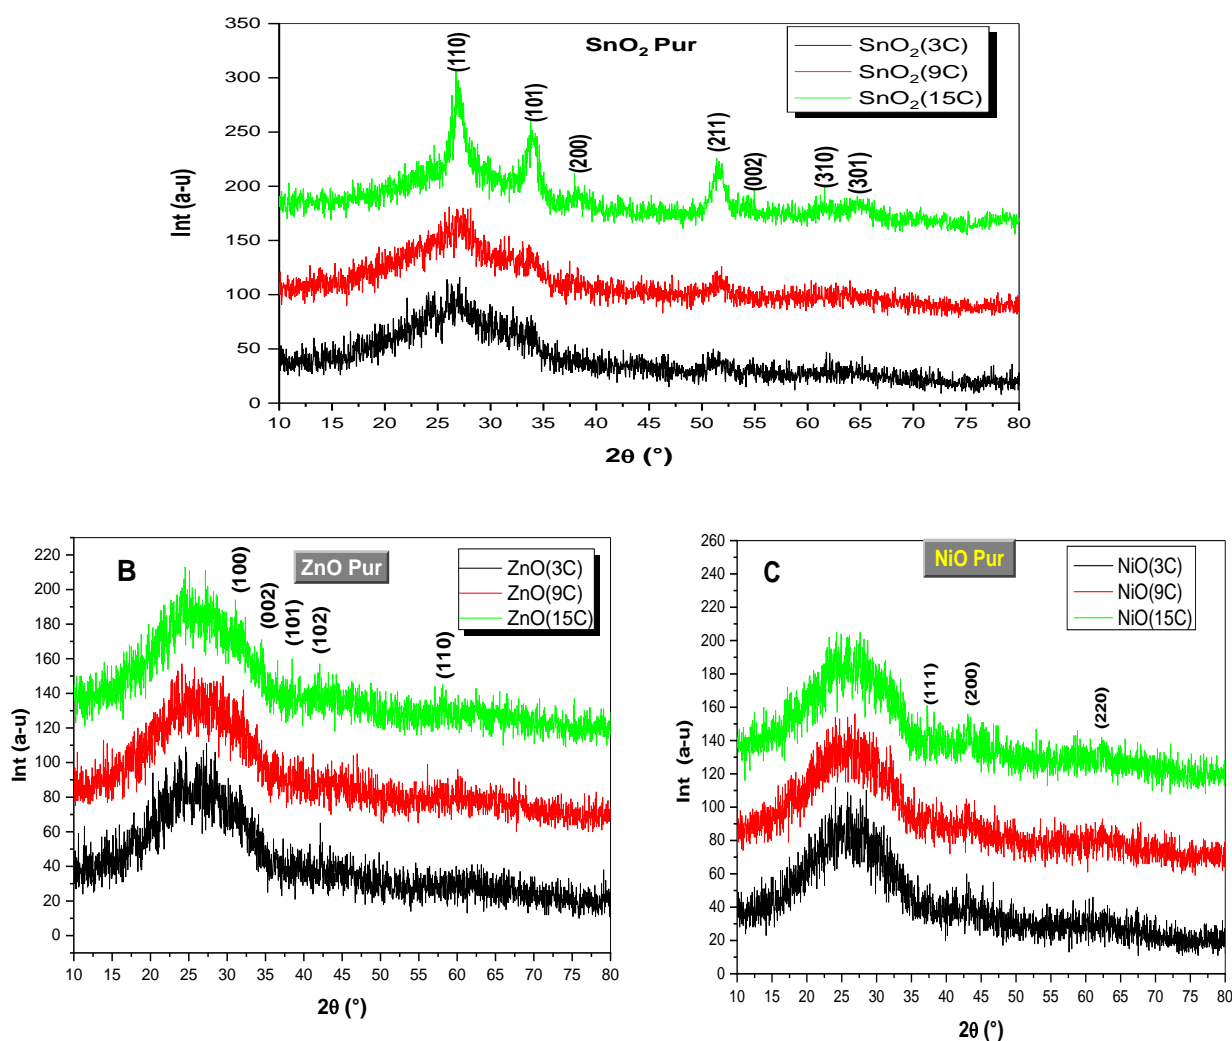 SnO2 Pur
SnO2(3C)
SnO2(9C)
SnO2(15C)
(110)
(101)
(200)
(211)
(002)
(310)
(301)
350
300
250
200
150
100
50
0
Int (a-u)
10 15 20 25 30 35 40 45 50 55 60 65 70 75 80
2θ (°)
B
ZnO Pur
ZnO(3C)
ZnO(9C)
ZnO(15C)
(100)
(002)
(101)
(102)
(110)
220
200
180
160
140
120
100
80
60
40
20
0
Int (a-u)
10 15 20 25 30 35 40 45 50 55 60 65 70 75 80
2θ (°)
C
NiO Pur
NiO(3C)
NiO(9C)
NiO(15C)
(111)
(200)
(220)
260
240
220
200
180
160
140
120
100
80
60
40
20
0
Int (a-u)
10 15 20 25 30 35 40 45 50 55 60 65 70 75 80
2θ (°)